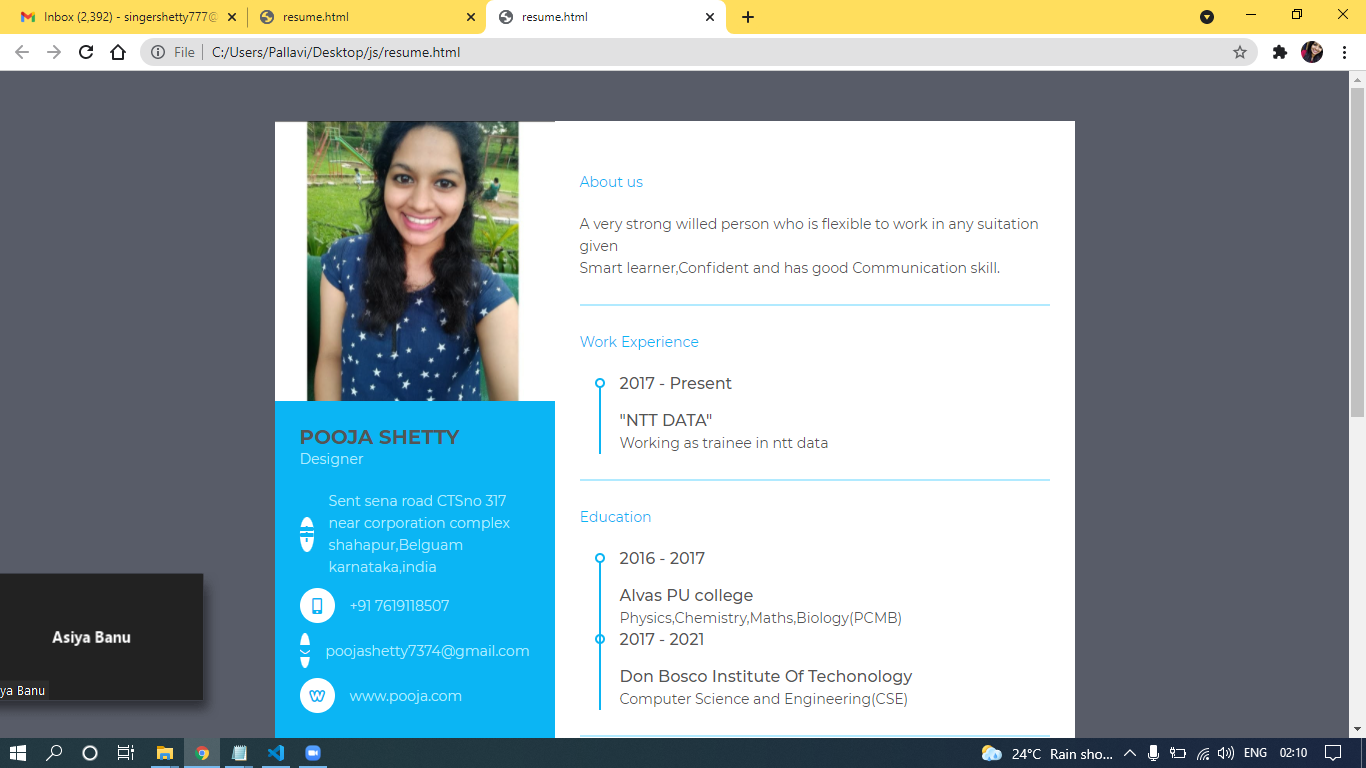 Inbox (2,392) - singershetty777@
resume.html
resume.html
File
C:/Users/Pallavi/Desktop/js/resume.html
About us
A very strong willed person who is flexible to work in any suitation
given
Smart learner,Confident and has good Communication skill.
Work Experience
2017 - Present
"NTT DATA"
Working as trainee in ntt data
Education
2016 - 2017
Alvas PU college
Physics,Chemistry,Maths,Biology(PCMB)
2017 - 2021
Don Bosco Institute Of Techonology
Computer Science and Engineering(CSE)
POOJA SHETTY
Designer
Sent sena road CTSno 317
near corporation complex
shahapur,Belguam
karnataka,india
+91 7619118507
poojashetty7374@gmail.com
www.pooja.com
Asiya Banu
ya Banu
24°C Rain sho...
ENG
02:10